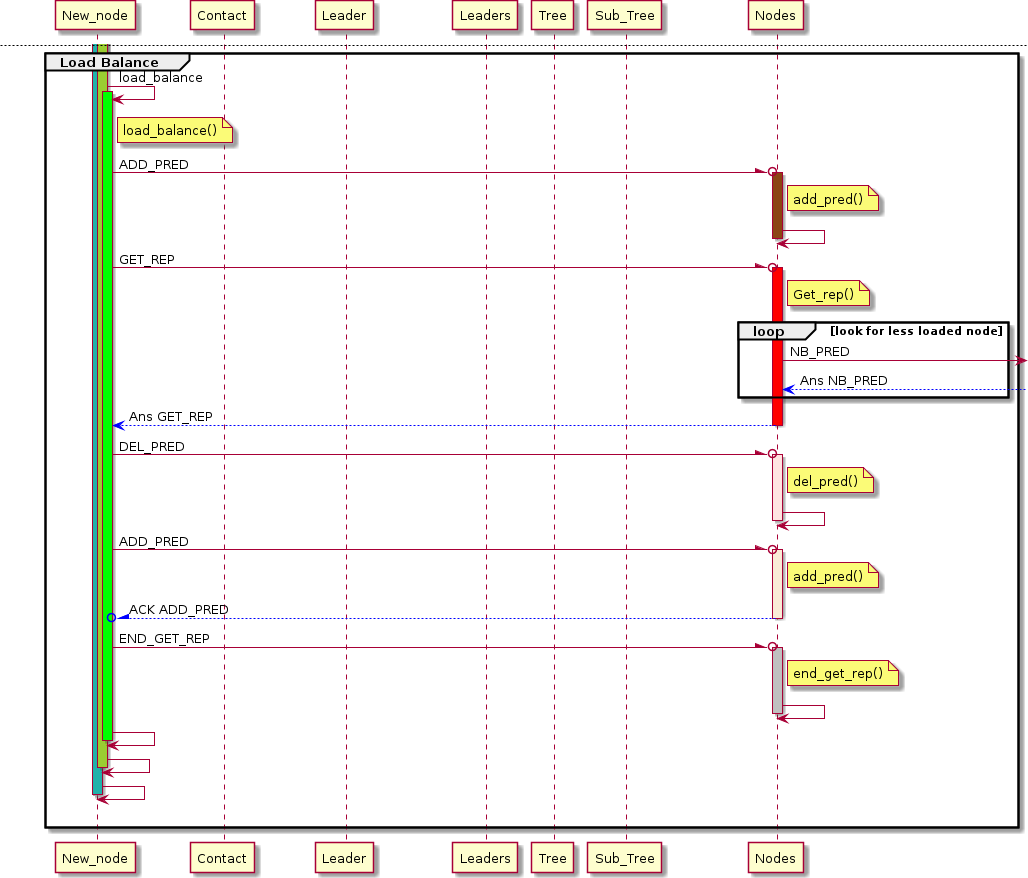 New_node Contact Leader Leaders Tree Sub_Tree Nodes
Load Balance
load_balance
load_balance()
ADD_PRED
add_pred()
GET_REP
Get_rep()
loop [look for less loaded node]
NB_PRED
Ans NB_PRED
Ans GET_REP
DEL_PRED
del_pred()
ADD_PRED
add_pred()
ACK ADD_PRED
END_GET_REP
end_get_rep()
New_node Contact Leader Leaders Tree Sub_Tree Nodes